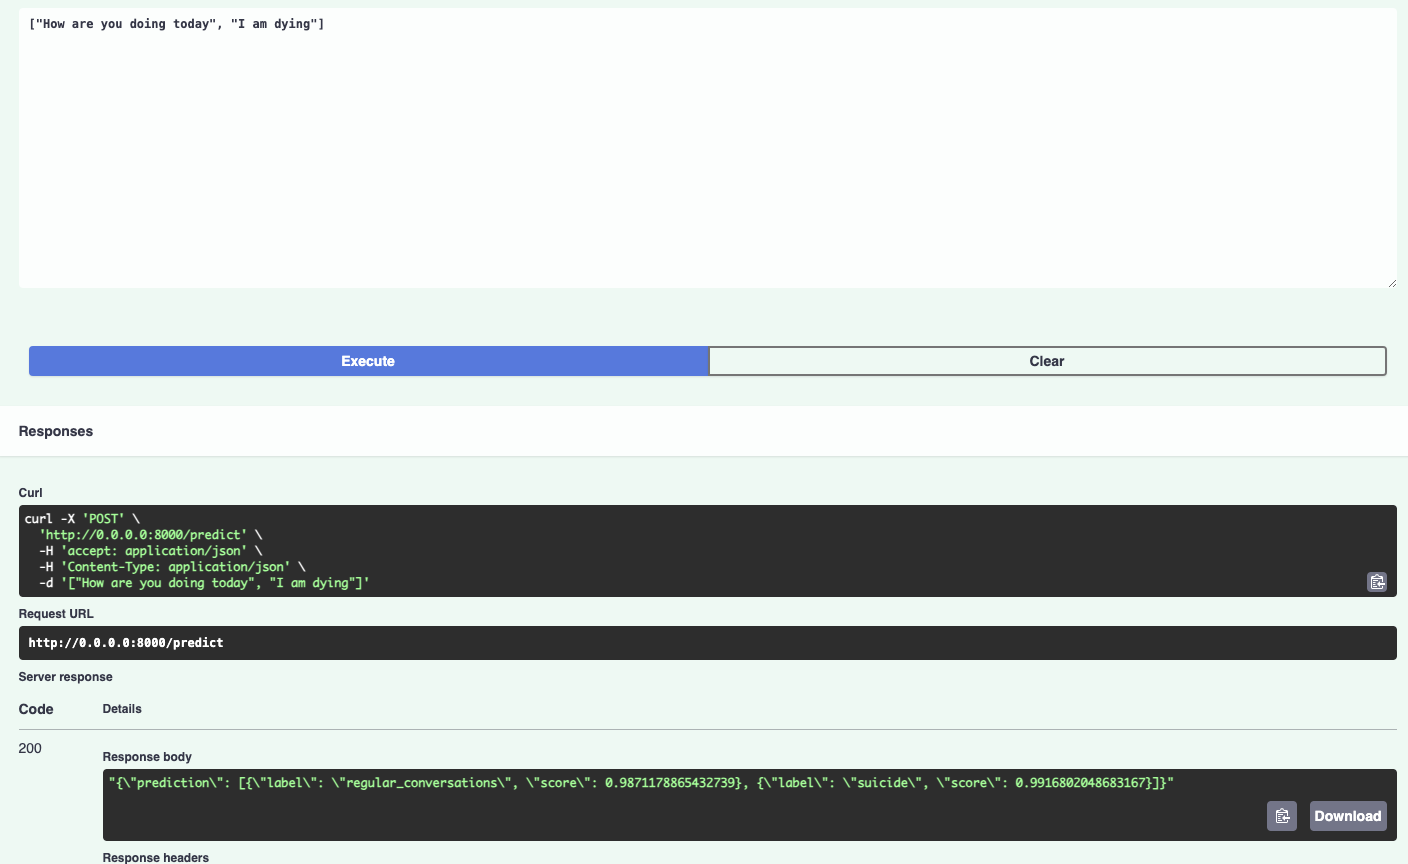 ["How are you doing today", "I am dying"]
Execute
Clear
Responses
Curl
curl -X 'POST' \
  'http://0.0.0.0:8000/predict' \
  -H 'accept: application/json' \
  -H 'Content-Type: application/json' \
  -d '["How are you doing today", "I am dying"]'
Request URL
http://0.0.0.0:8000/predict
Server response
Code
Details
200
Response body
"{\"prediction\": [{\"label\": \"regular_conversations\", \"score\": 0.9871178865432739}, {\"label\": \"suicide\", \"score\": 0.9916802048683167}]}"
Download
Response headers